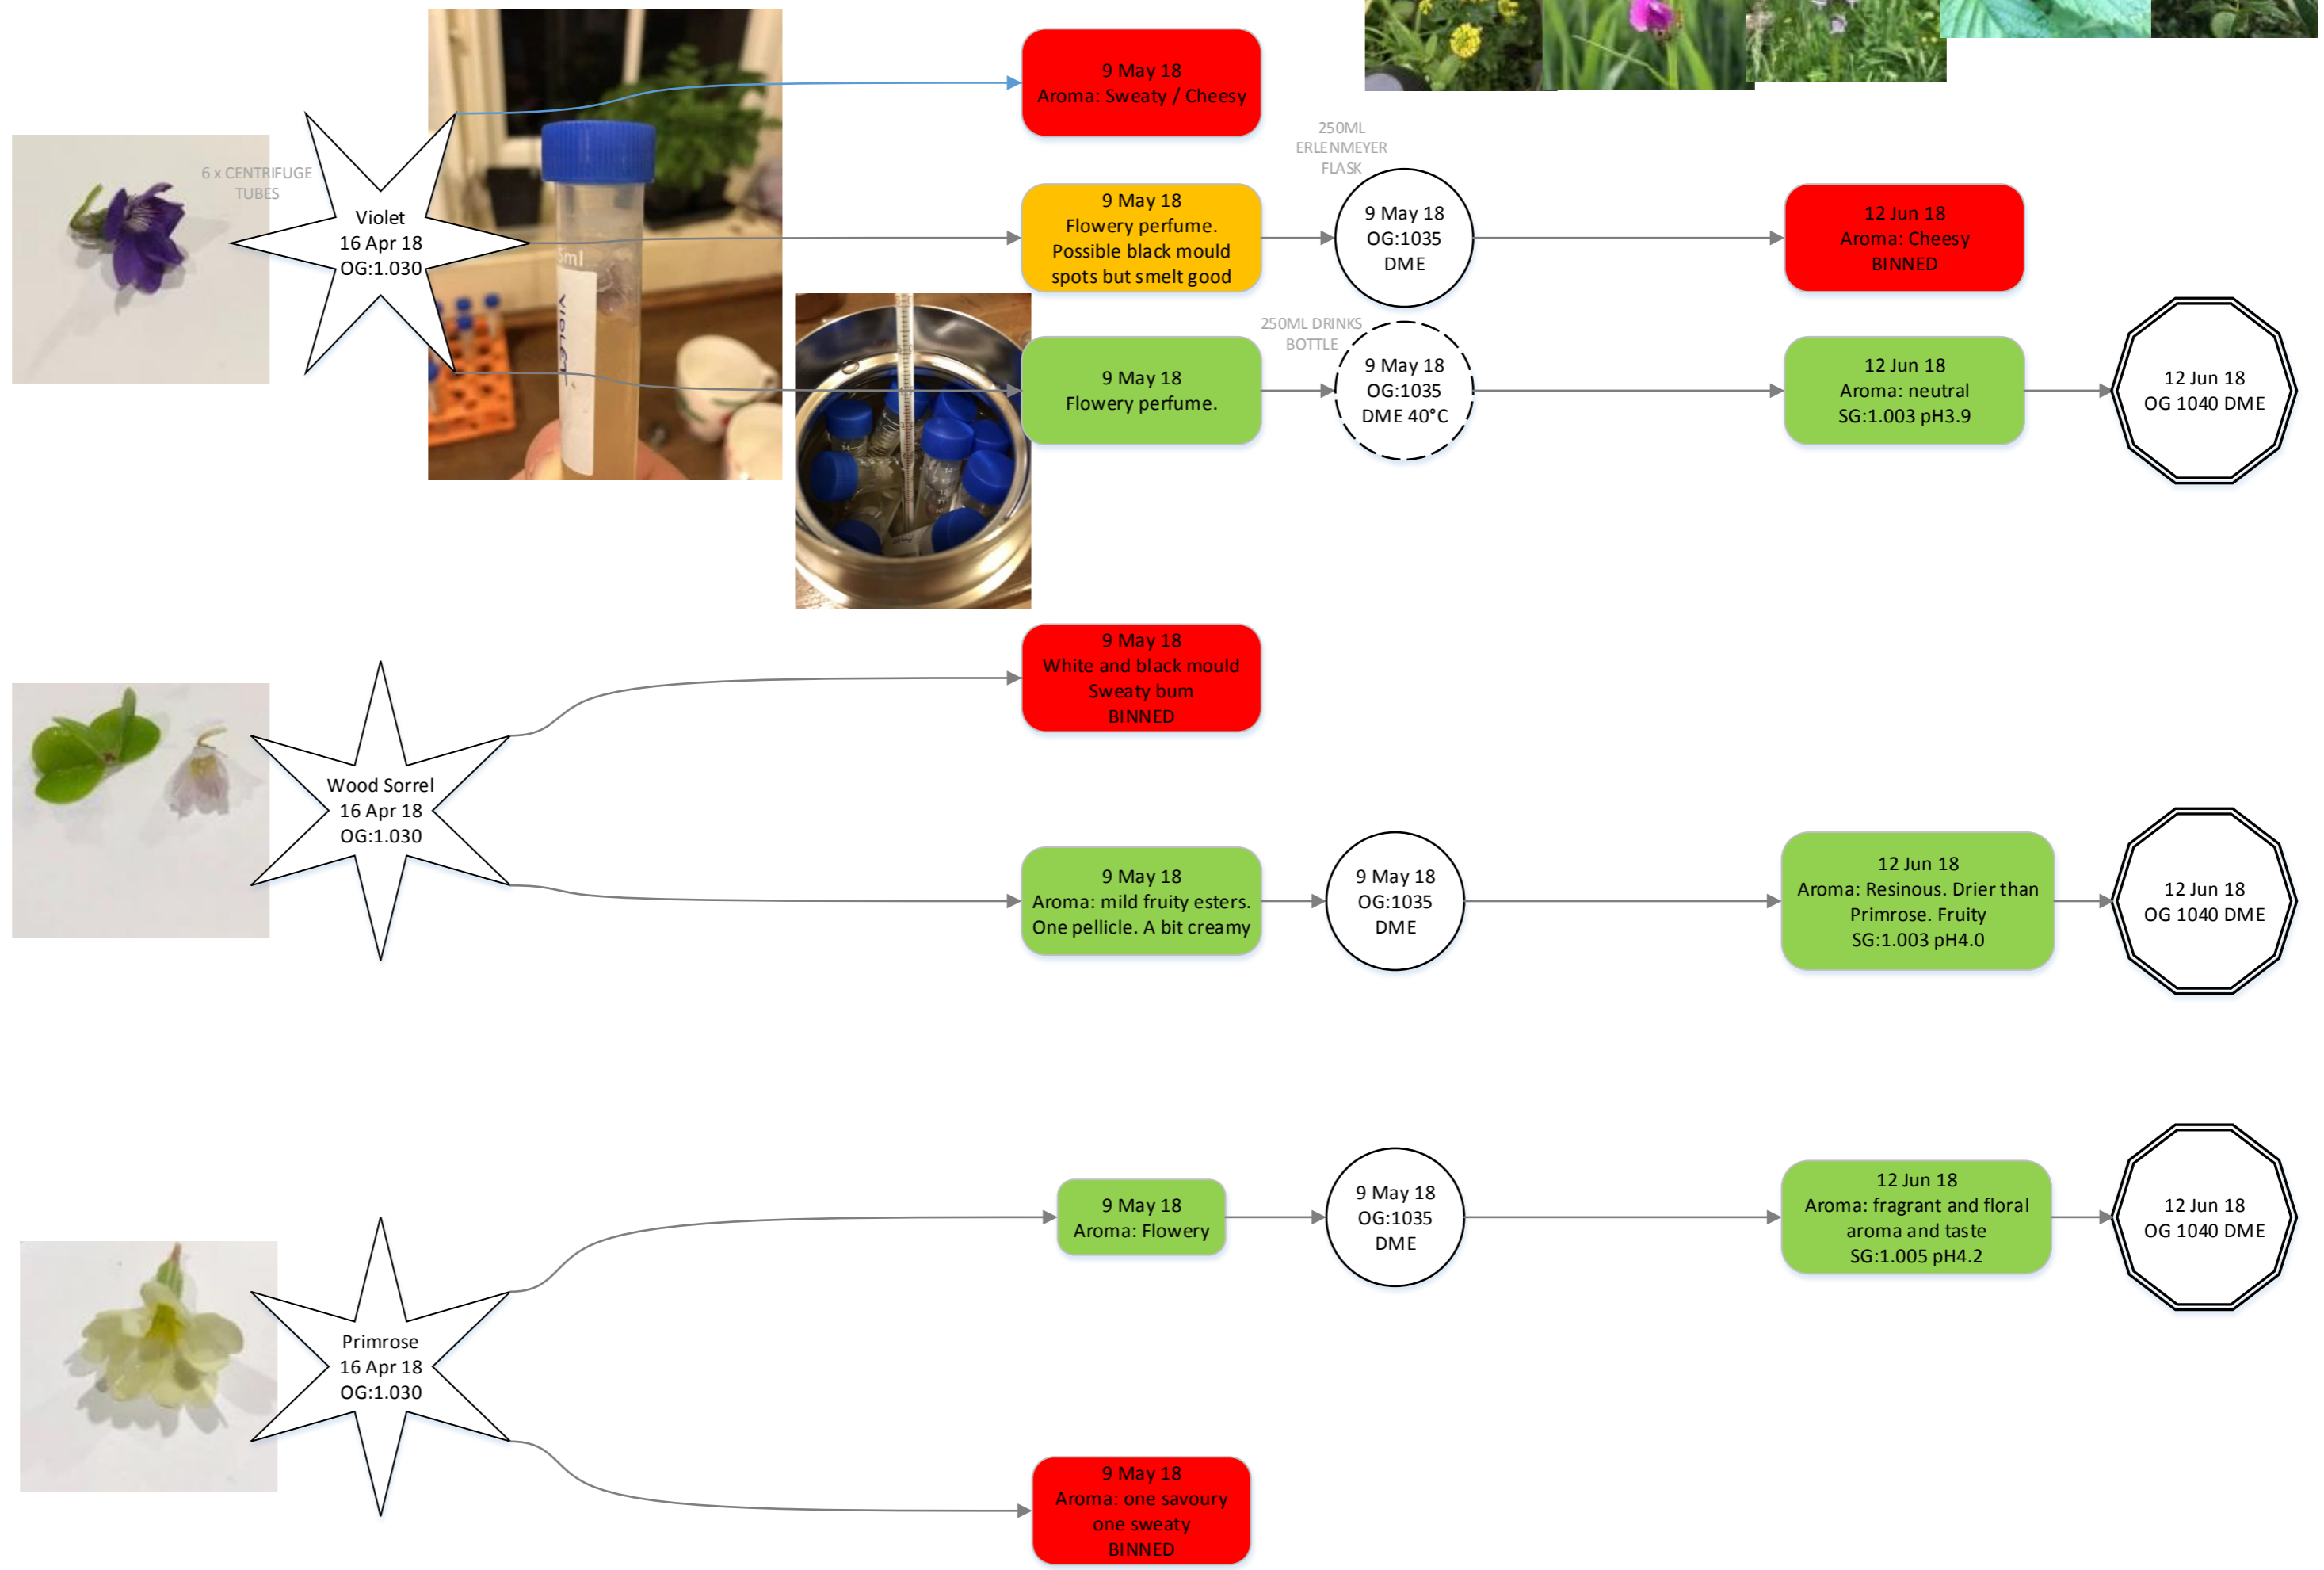 9 May 18
Aroma: Sweaty / Cheesy
6 x CENTRIFUGE
TUBES
Violet
16 Apr 18
OG:1.030
5ml
VIOLET
9 May 18
Flowery perfume.
Possible black mould
spots but smelt good
250ML
ERLENMEYER
FLASK
9 May 18
OG:1035
DME
12 Jun 18
Aroma: Cheesy
BINNED
9 May 18
Flowery perfume.
250ML DRINKS
BOTTLE
9 May 18
OG:1035
DME 40°C
12 Jun 18
Aroma: neutral
SG:1.003 pH3.9
12 Jun 18
OG 1040 DME
Wood Sorrel
16 Apr 18
OG:1.030
9 May 18
White and black mould
Sweaty bum
BINNED
9 May 18
Aroma: mild fruity esters.
One pellicle. A bit creamy
9 May 18
OG:1035
DME
12 Jun 18
Aroma: Resinous. Drier than
Primrose. Fruity
SG:1.003 pH4.0
12 Jun 18
OG 1040 DME
Primrose
16 Apr 18
OG:1.030
9 May 18
Aroma: Flowery
9 May 18
OG:1035
DME
12 Jun 18
Aroma: fragrant and floral
aroma and taste
SG:1.005 pH4.2
12 Jun 18
OG 1040 DME
9 May 18
Aroma: one savoury
one sweaty
BINNED